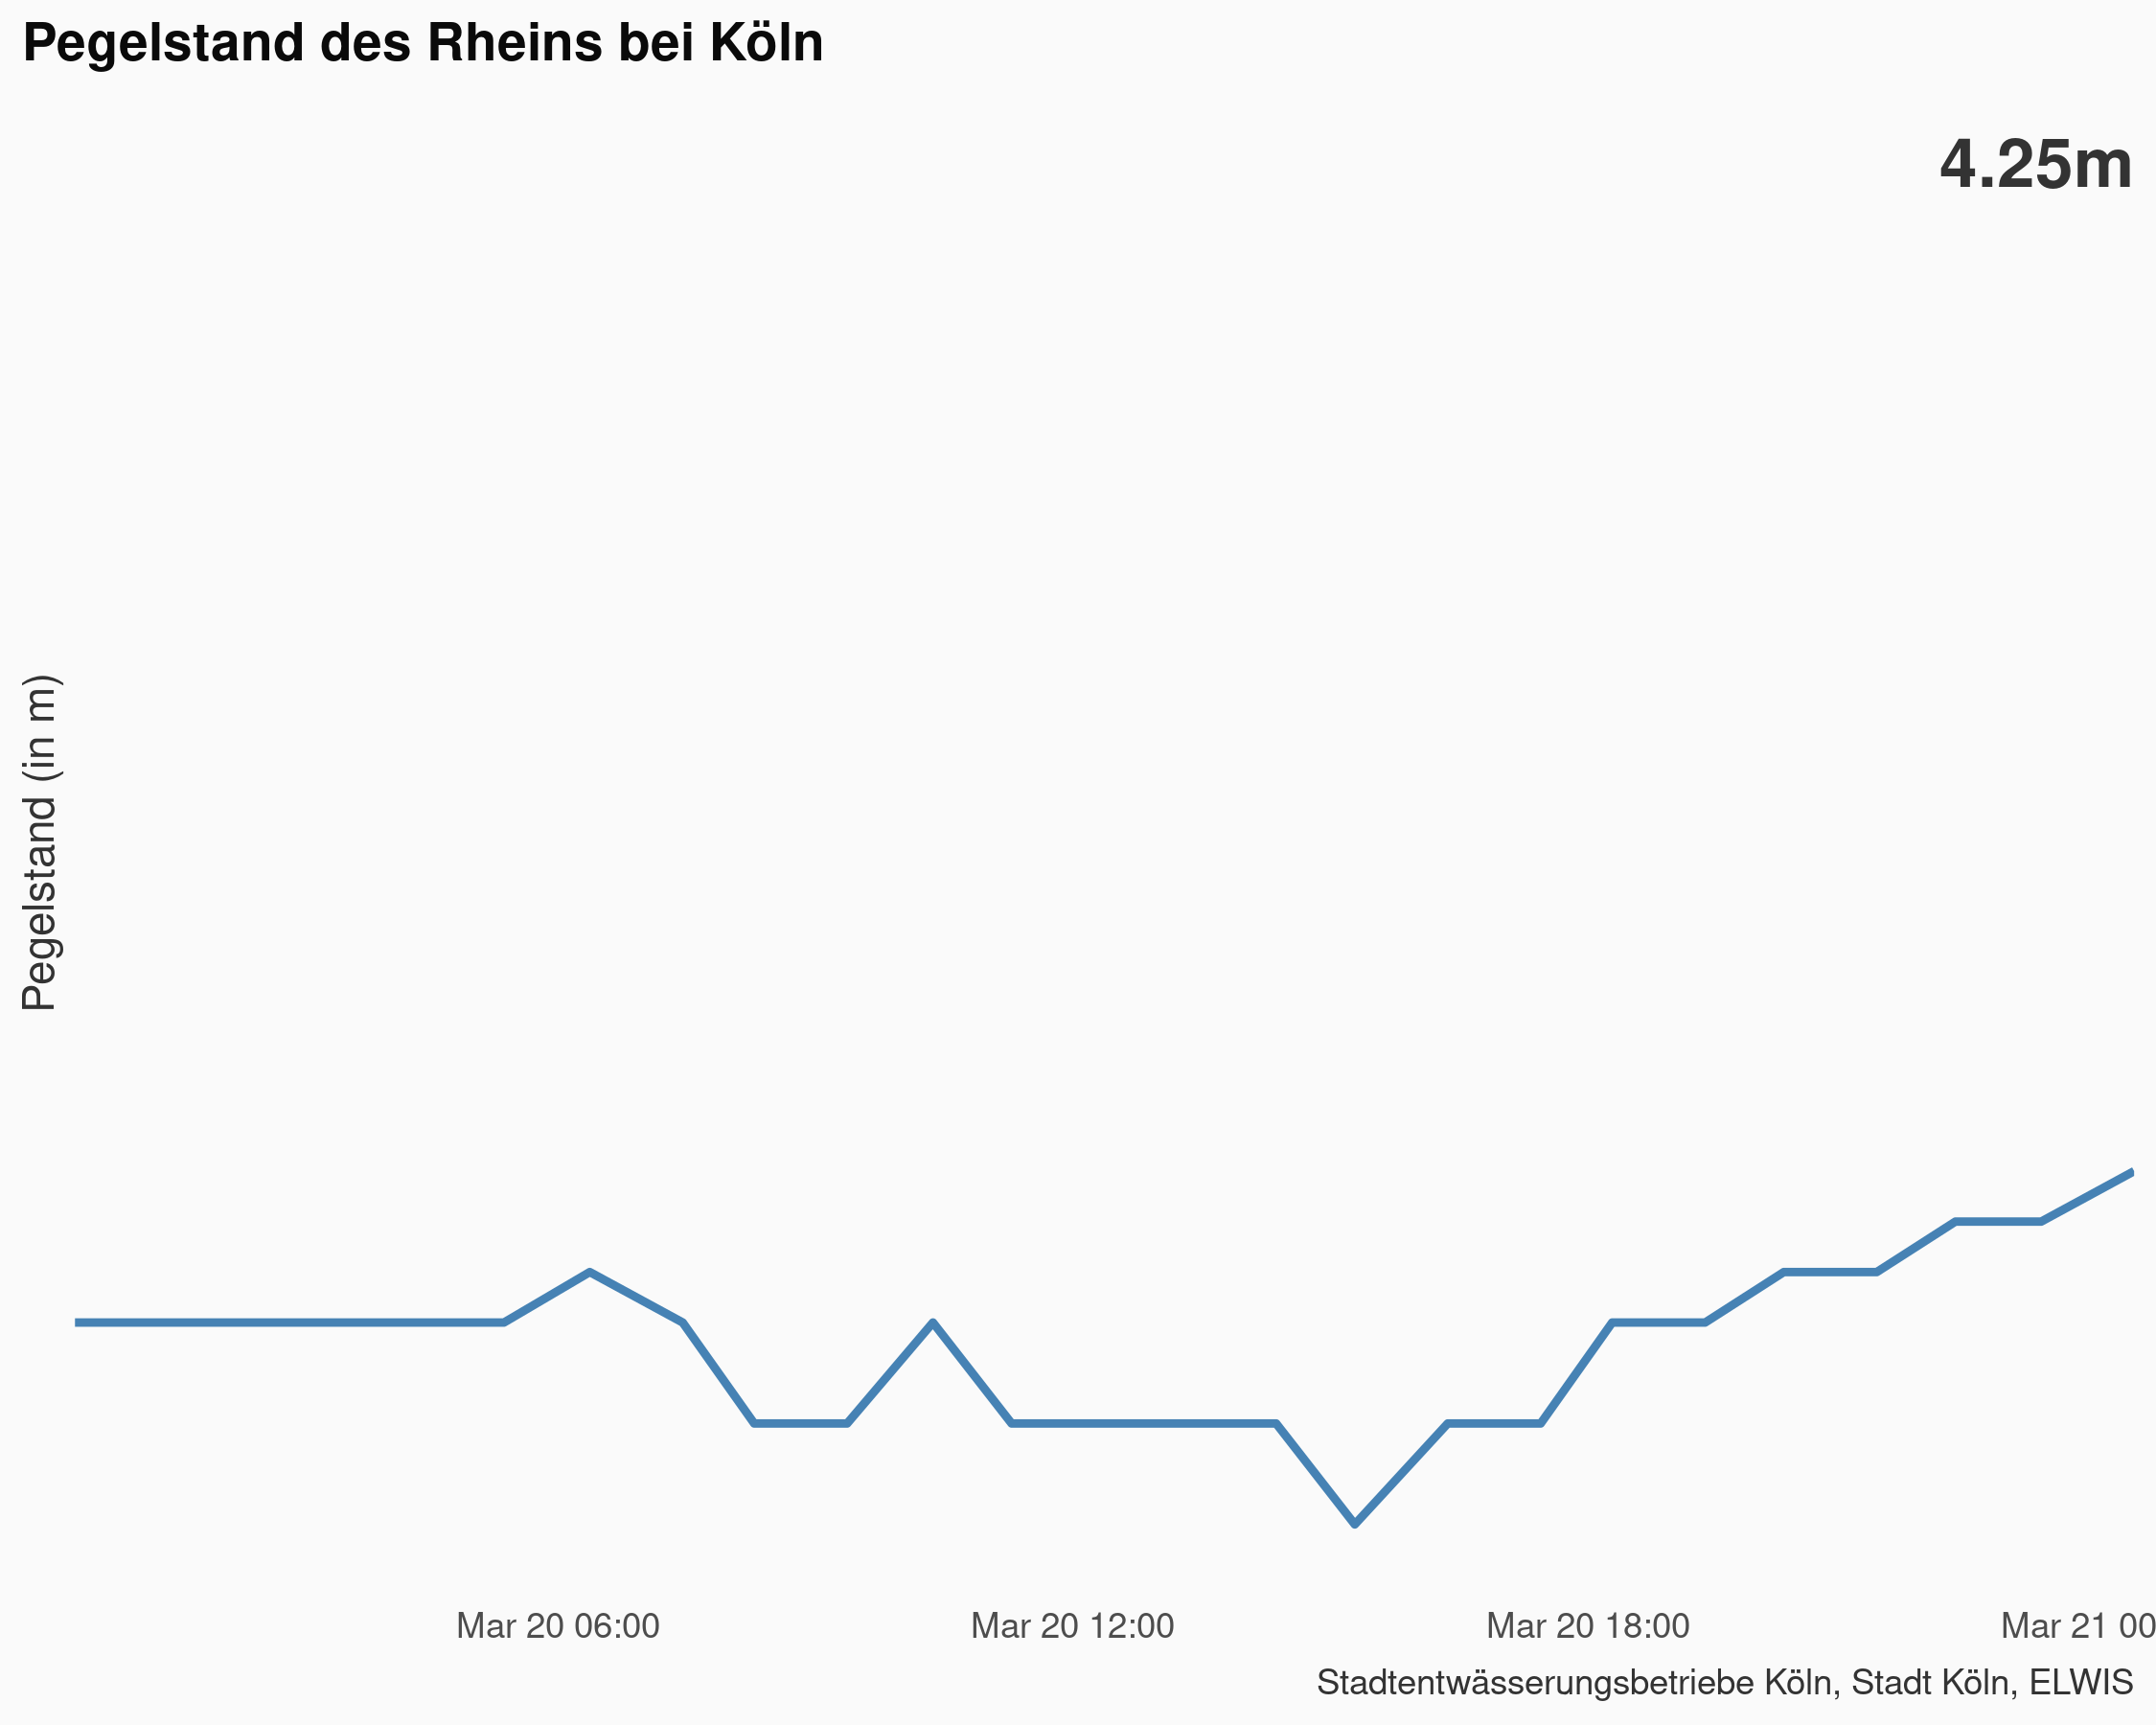 Pegelstand des Rheins bei Köln
4.25m
Pegelstand (in m)
Mar 20 06:00
Mar 20 12:00
Mar 20 18:00
Mar 21 00
Stadtentwässerungsbetriebe Köln, Stadt Köln, ELWIS